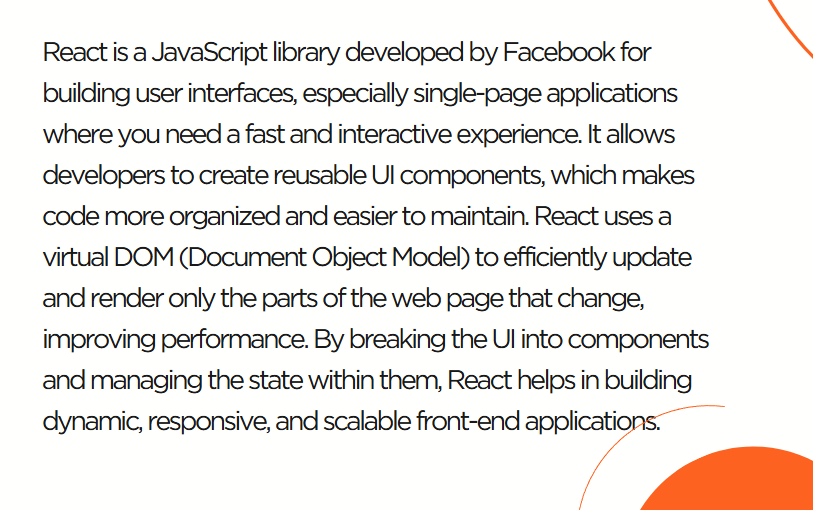 React is a JavaScript library developed by Facebook for
building user interfaces, especially single-page applications
where you need a fast and interactive experience. It allows
developers to create reusable UI components, which makes
code more organized and easier to maintain. React uses a
virtual DOM (Document Object Model) to efficiently update
and render only the parts of the web page that change,
improving performance. By breaking the UI into components
and managing the state within them, React helps in building
dynamic, responsive, and scalable front-end applications.